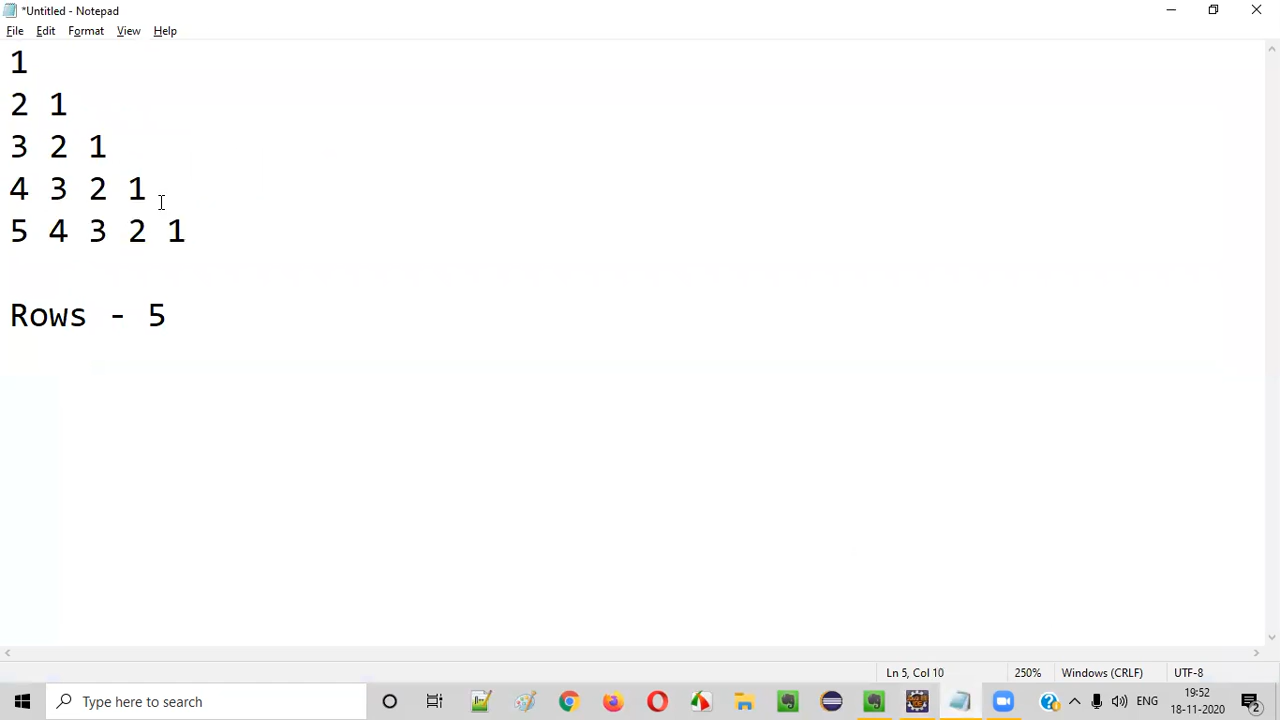 *Untitled - Notepad
File Edit Format View Help
1
2 1
3 2 1
4 3 2 1
5 4 3 2 1
Rows - 5
Ln 5, Col 10 250% Windows (CRLF) UTF-8
Type here to search
ENG
19:52
18-11-2020
2